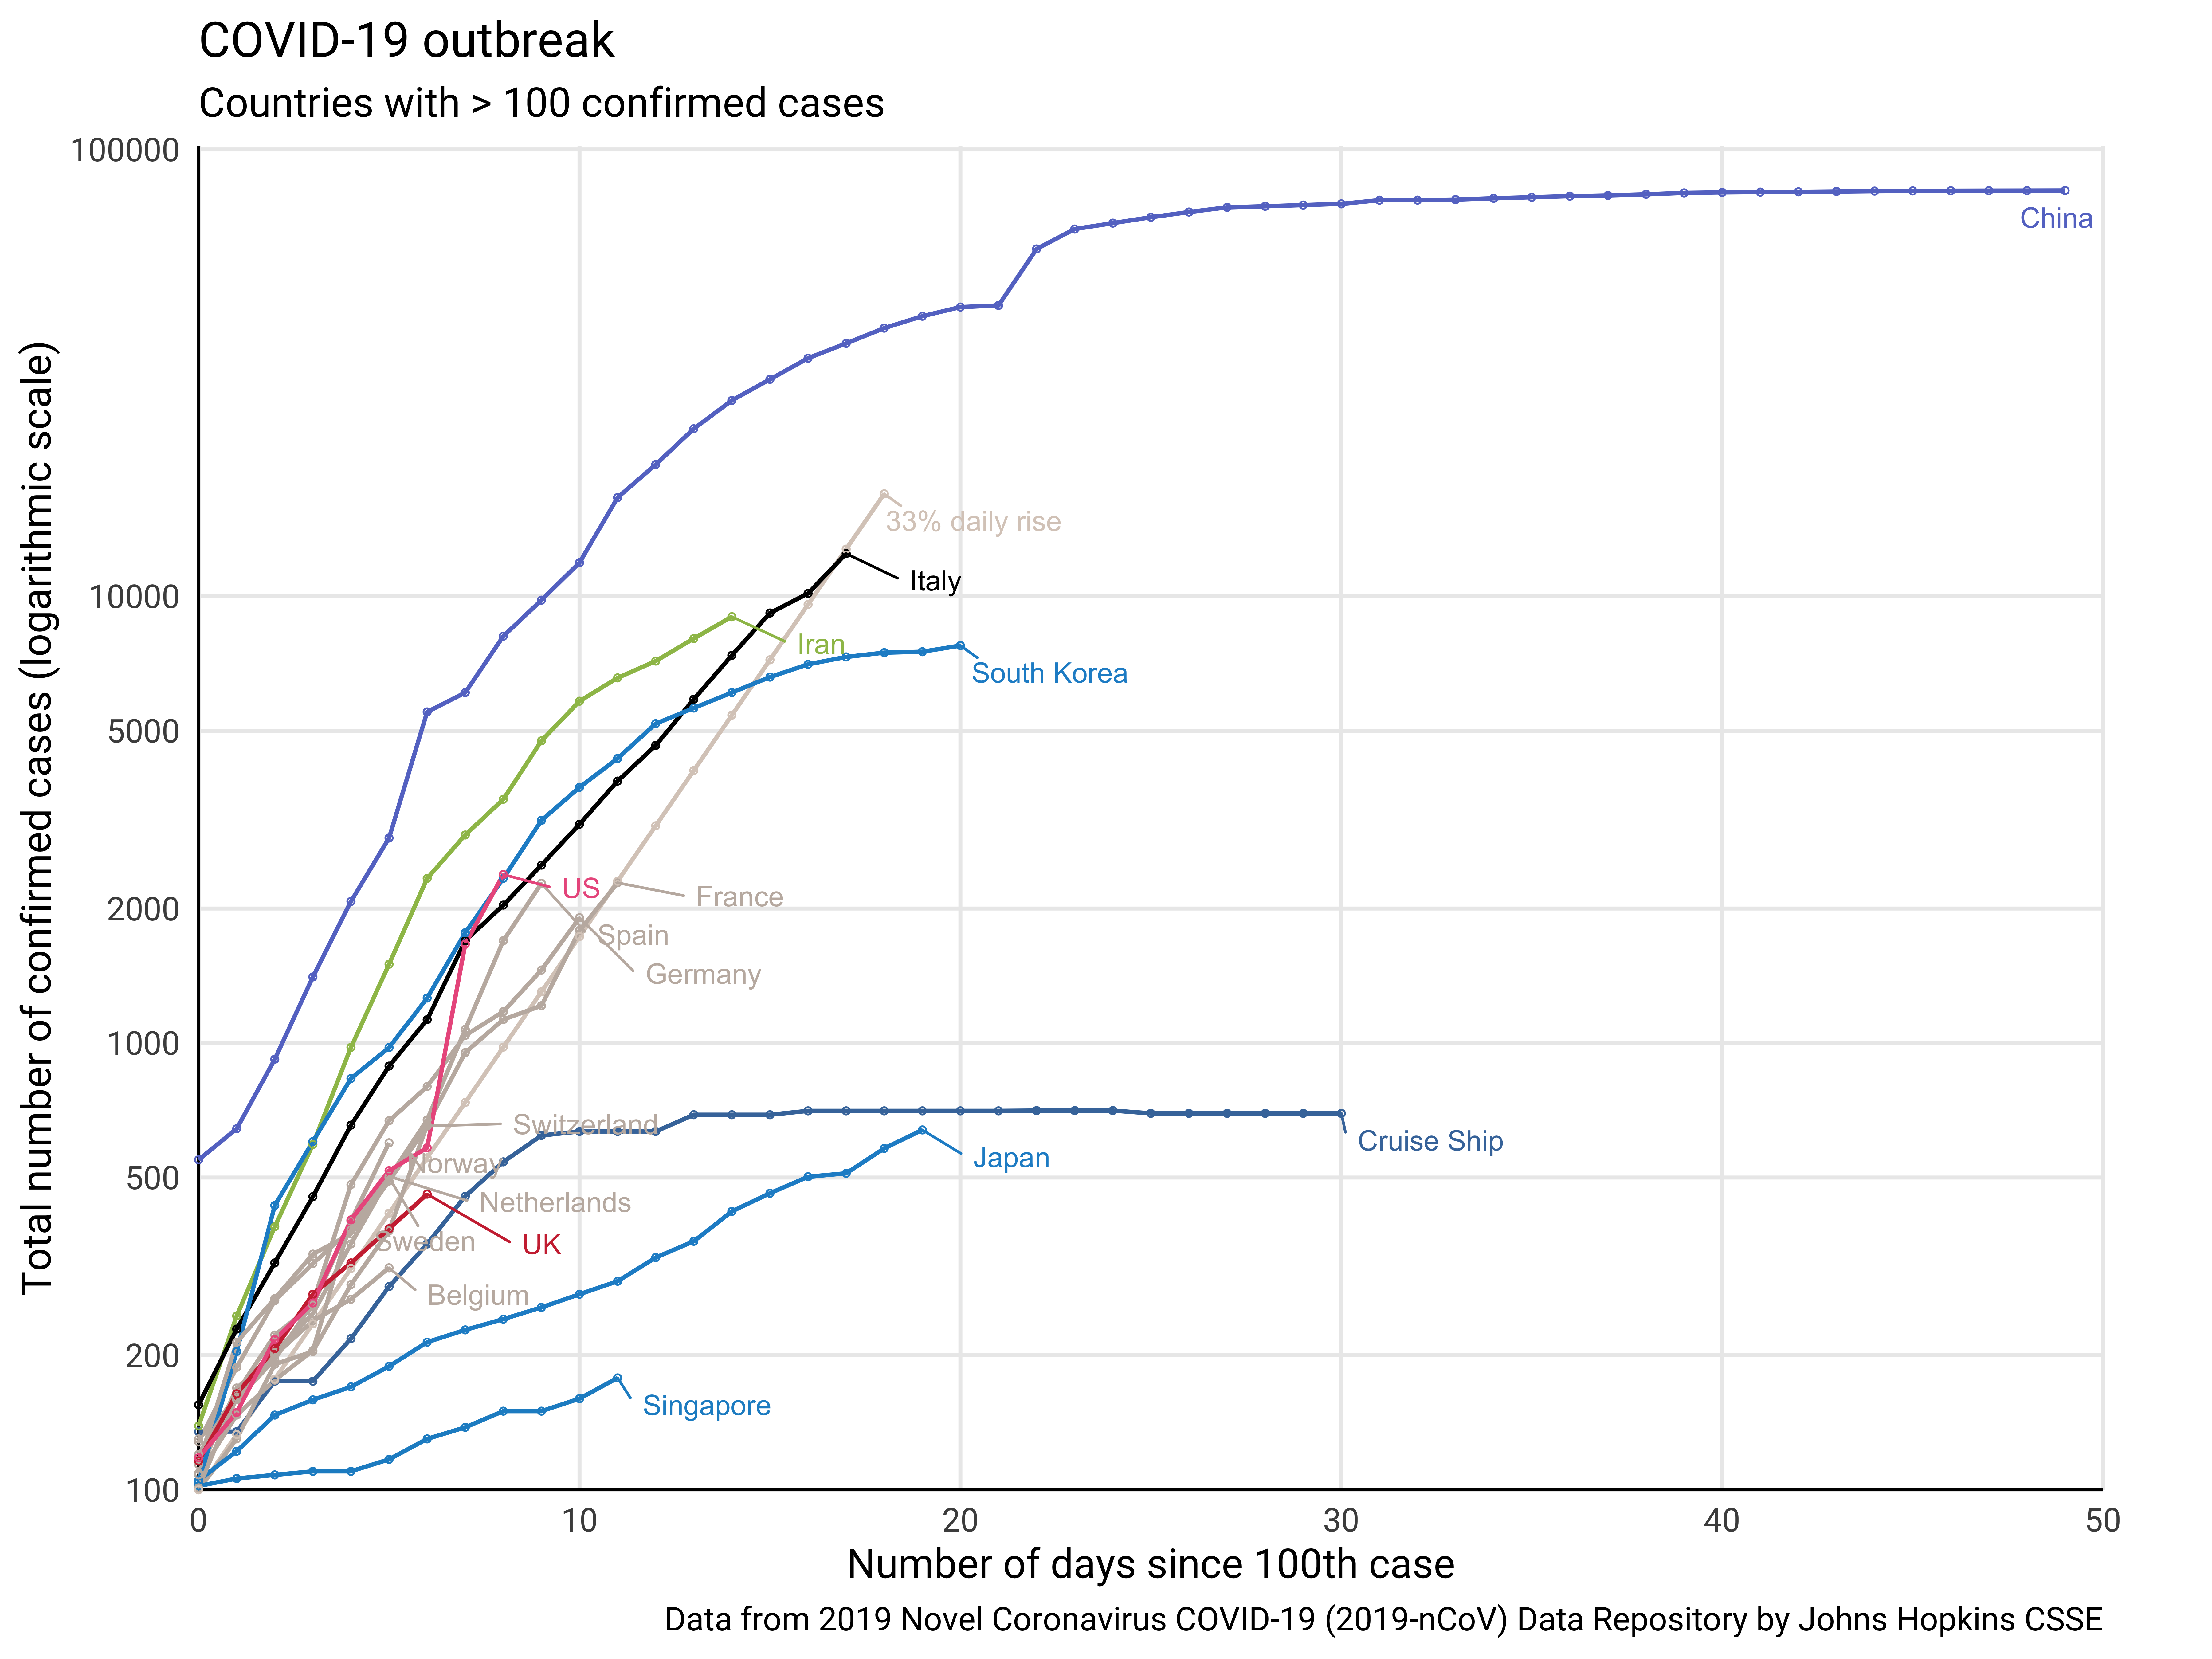 COVID-19 outbreak
Countries with > 100 confirmed cases
Total number of confirmed cases (logarithmic scale)
100000
10000
5000
2000
1000
500
200
100
China
33% daily rise
Italy
Iran
South Korea
US
France
Spain
Germany
Switzerland
Cruise Ship
Norway
Japan
Netherlands
Sweden
UK
Belgium
Singapore
0 10 20 30 40 50
Number of days since 100th case
Data from 2019 Novel Coronavirus COVID-19 (2019-nCoV) Data Repository by Johns Hopkins CSSE